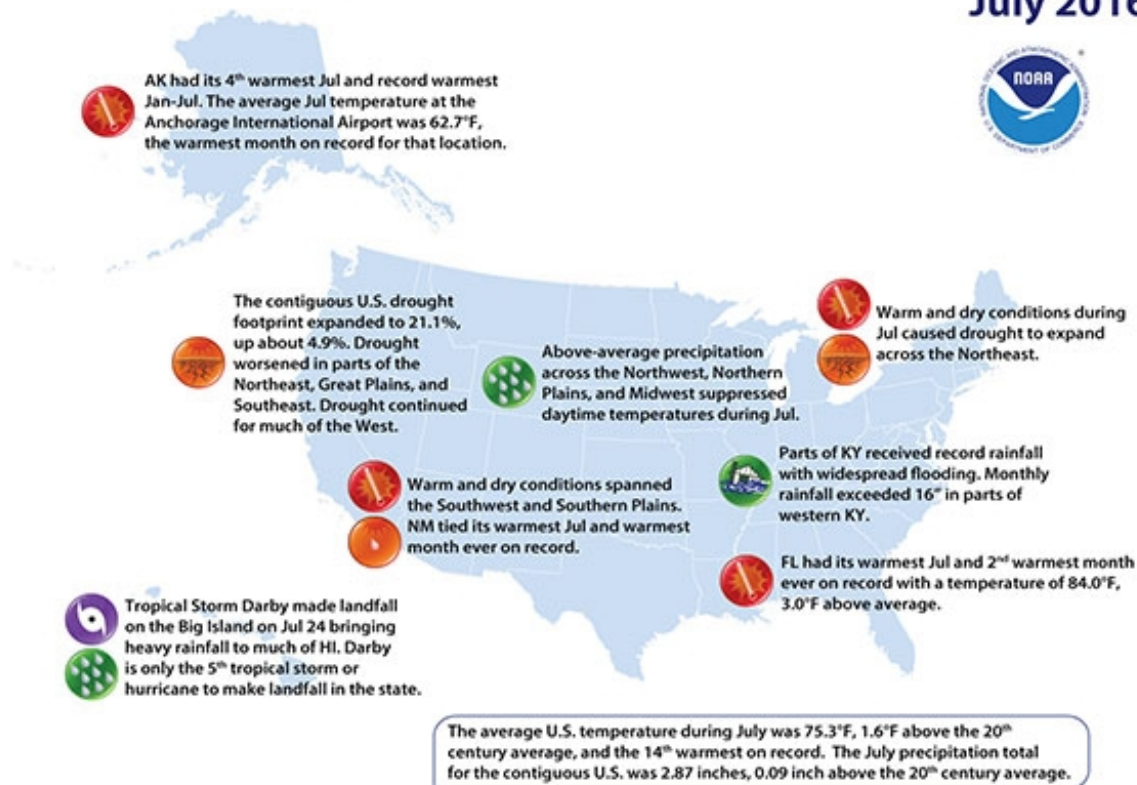 July 2016
NOAA
NATIONAL OCEANIC AND ATMOSPHERIC ADMINISTRATION
U.S. DEPARTMENT OF COMMERCE
AK had its 4th warmest Jul and record warmest
Jan-Jul. The average Jul temperature at the
Anchorage International Airport was 62.7°F,
the warmest month on record for that location.
The contiguous U.S. drought
footprint expanded to 21.1%,
up about 4.9%. Drought
worsened in parts of the
Northeast, Great Plains, and
Southeast. Drought continued
for much of the West.
Above-average precipitation
across the Northwest, Northern
Plains, and Midwest suppressed
daytime temperatures during Jul.
Warm and dry conditions during
Jul caused drought to expand
across the Northeast.
Warm and dry conditions spanned
the Southwest and Southern Plains.
NM tied its warmest Jul and warmest
month ever on record.
Parts of KY received record rainfall
with widespread flooding. Monthly
rainfall exceeded 16" in parts of
western KY.
FL had its warmest Jul and 2nd warmest month
ever on record with a temperature of 84.0°F,
3.0°F above average.
Tropical Storm Darby made landfall
on the Big Island on Jul 24 bringing
heavy rainfall to much of HI. Darby
is only the 5th tropical storm or
hurricane to make landfall in the state.
The average U.S. temperature during July was 75.3°F, 1.6°F above the 20th
century average, and the 14th warmest on record. The July precipitation total
for the contiguous U.S. was 2.87 inches, 0.09 inch above the 20th century average.